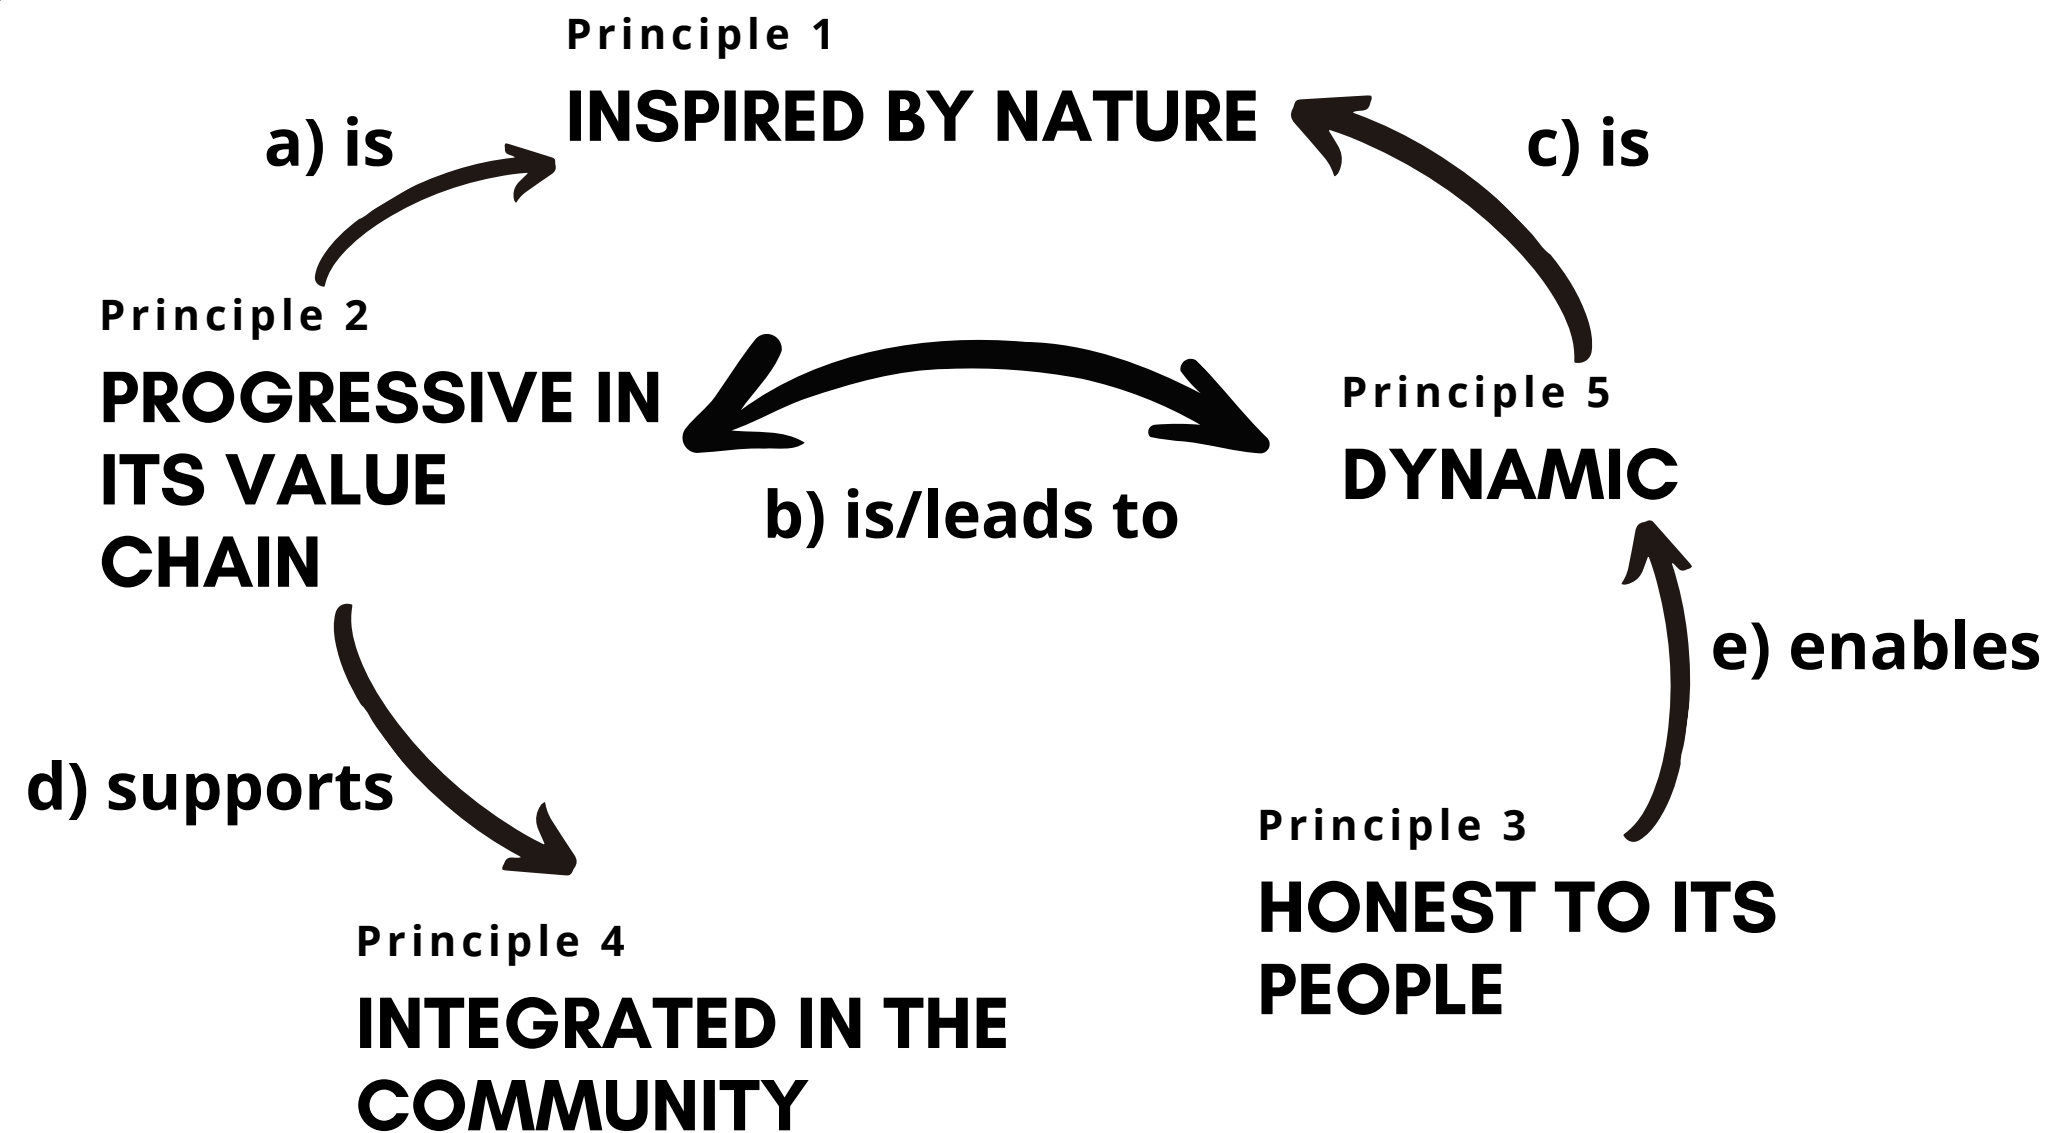 Principle 1
INSPIRED BY NATURE
a) is
c) is
Principle 2
PROGRESSIVE IN
ITS VALUE
CHAIN
b) is/leads to
Principle 5
DYNAMIC
e) enables
d) supports
Principle 3
HONEST TO ITS
PEOPLE
Principle 4
INTEGRATED IN THE
COMMUNITY